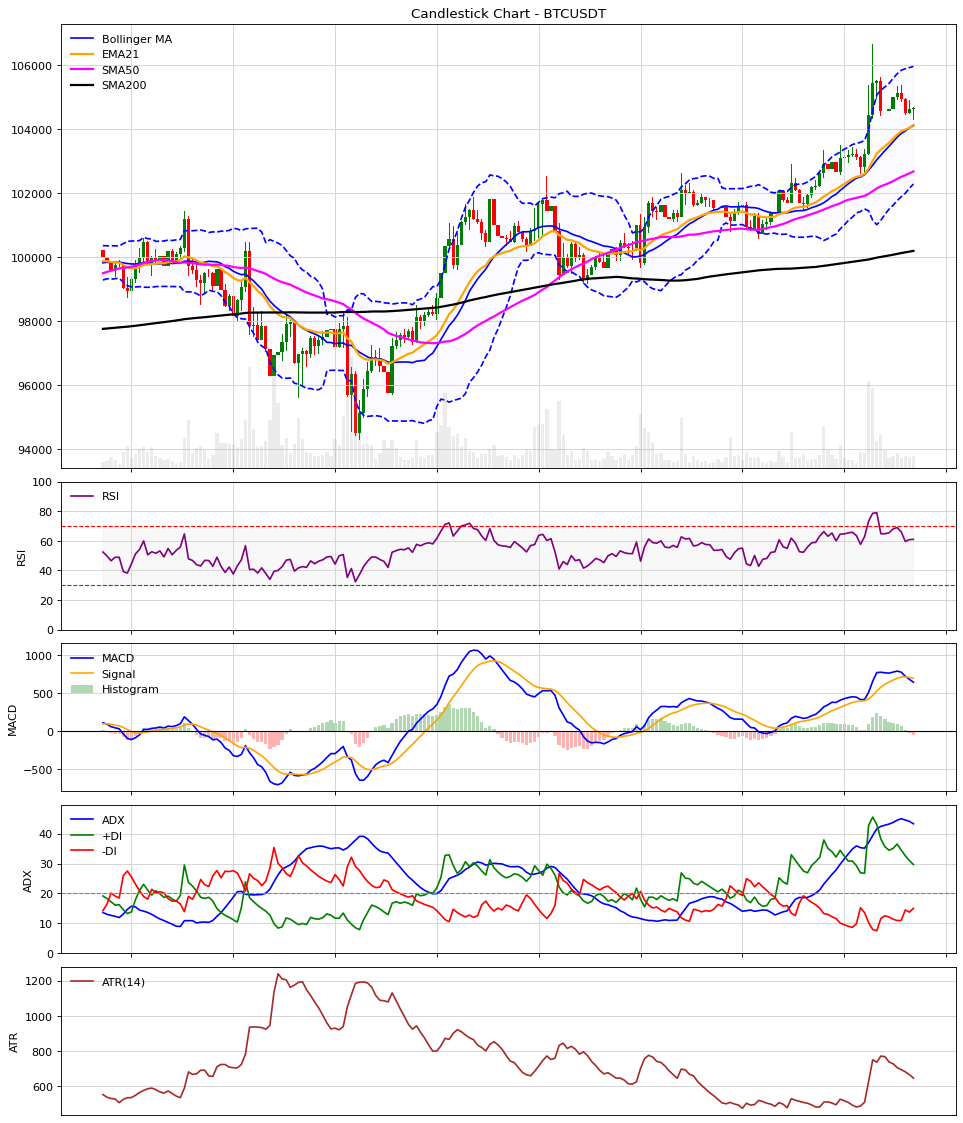 Candlestick Chart - BTCUSDT
Bollinger MA
EMA21
SMA50
SMA200
106000
104000
102000
100000
98000
96000
94000
RSI
100
80
60
40
20
0
RSI
MACD
Signal
Histogram
1000
500
0
−500
MACD
ADX
+DI
-DI
40
30
20
10
0
ADX
ATR(14)
1200
1000
800
600
ATR